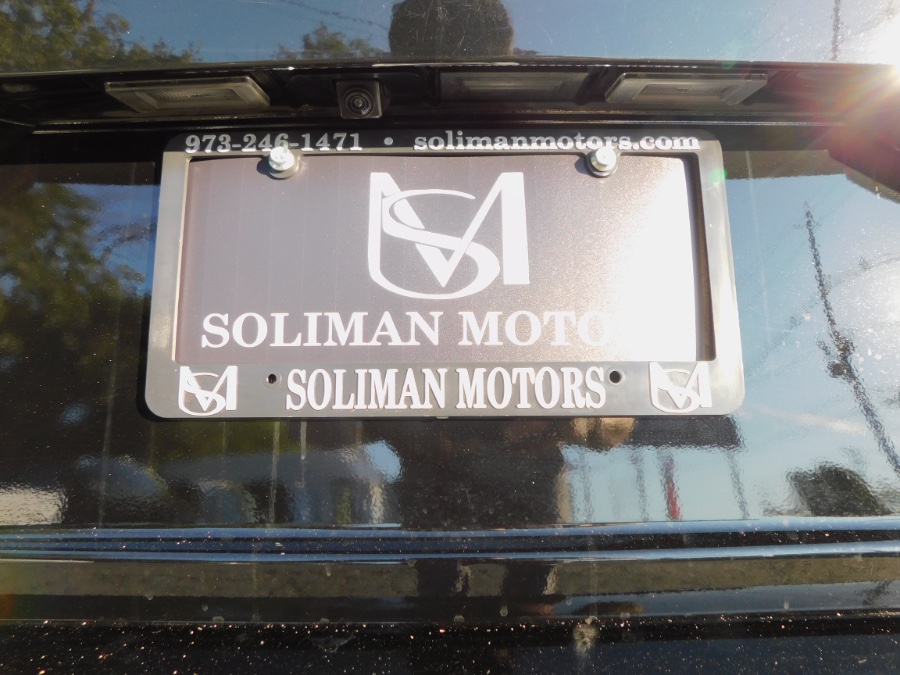 973-246-1471 • solimanmotors.com
SM
SOLIMAN MOTO
SM SOLIMAN MOTORS SM